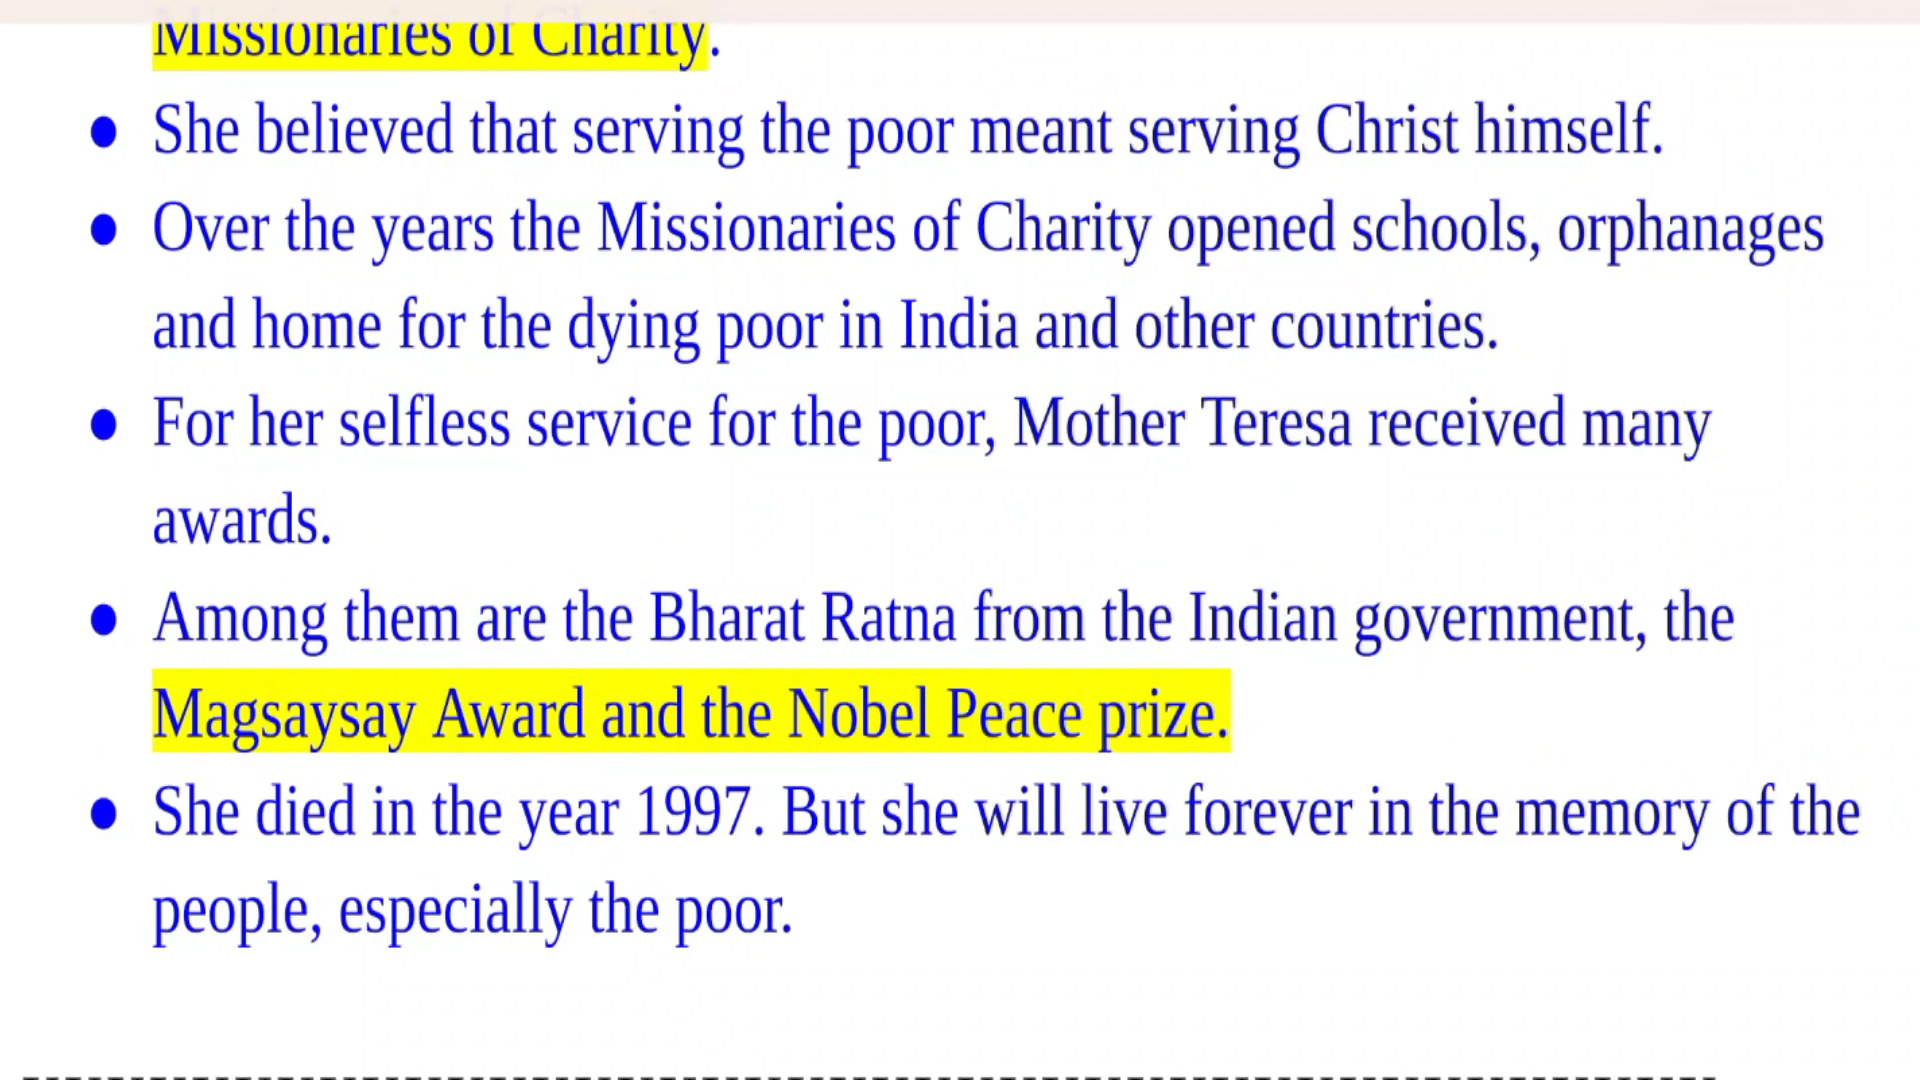 Missionaries of Charity.
● She believed that serving the poor meant serving Christ himself.
● Over the years the Missionaries of Charity opened schools, orphanages
and home for the dying poor in India and other countries.
● For her selfless service for the poor, Mother Teresa received many
awards.
● Among them are the Bharat Ratna from the Indian government, the
Magsaysay Award and the Nobel Peace prize.
● She died in the year 1997. But she will live forever in the memory of the
people, especially the poor.